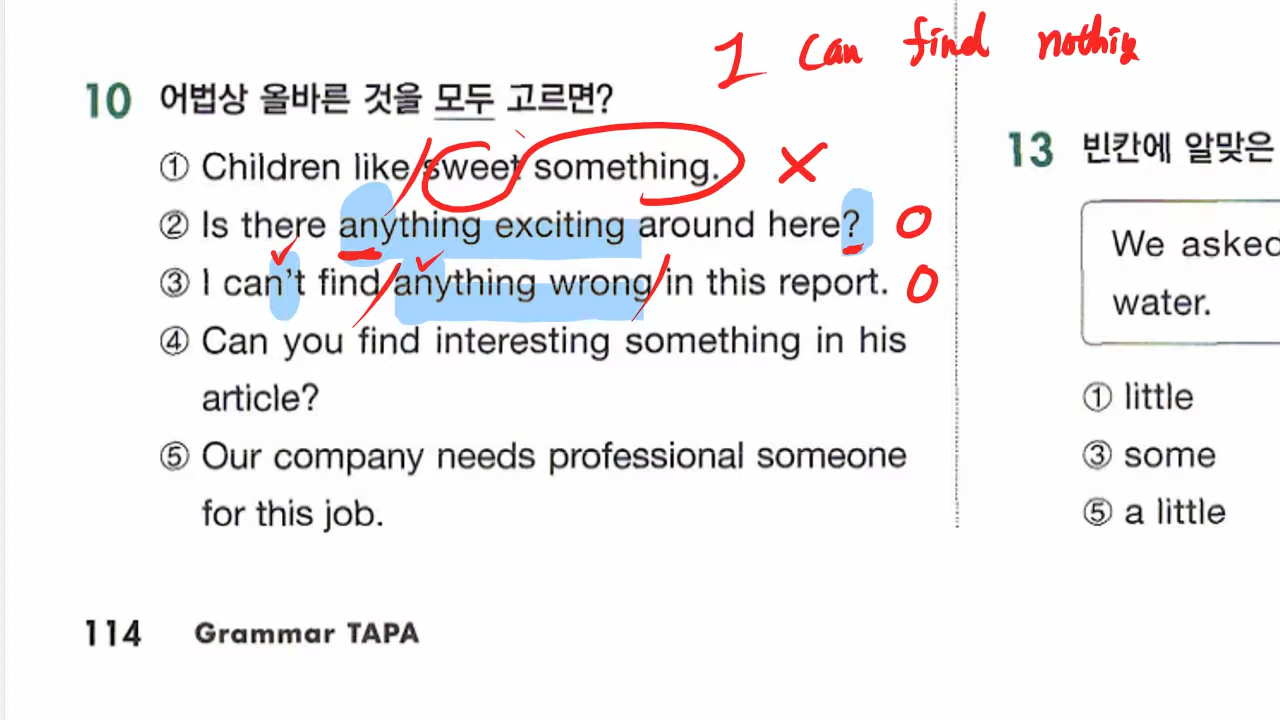 I can find nothing
10 어법상 올바른 것을 모두 고르면?
① Children like sweet something. X
② Is there anything exciting around here? O
③ I can't find anything wrong in this report. O
④ Can you find interesting something in his
article?
⑤ Our company needs professional someone
for this job.
114 Grammar TAPA
13 빈칸에 알맞은
We asked
water.
① little
③ some
⑤ a little